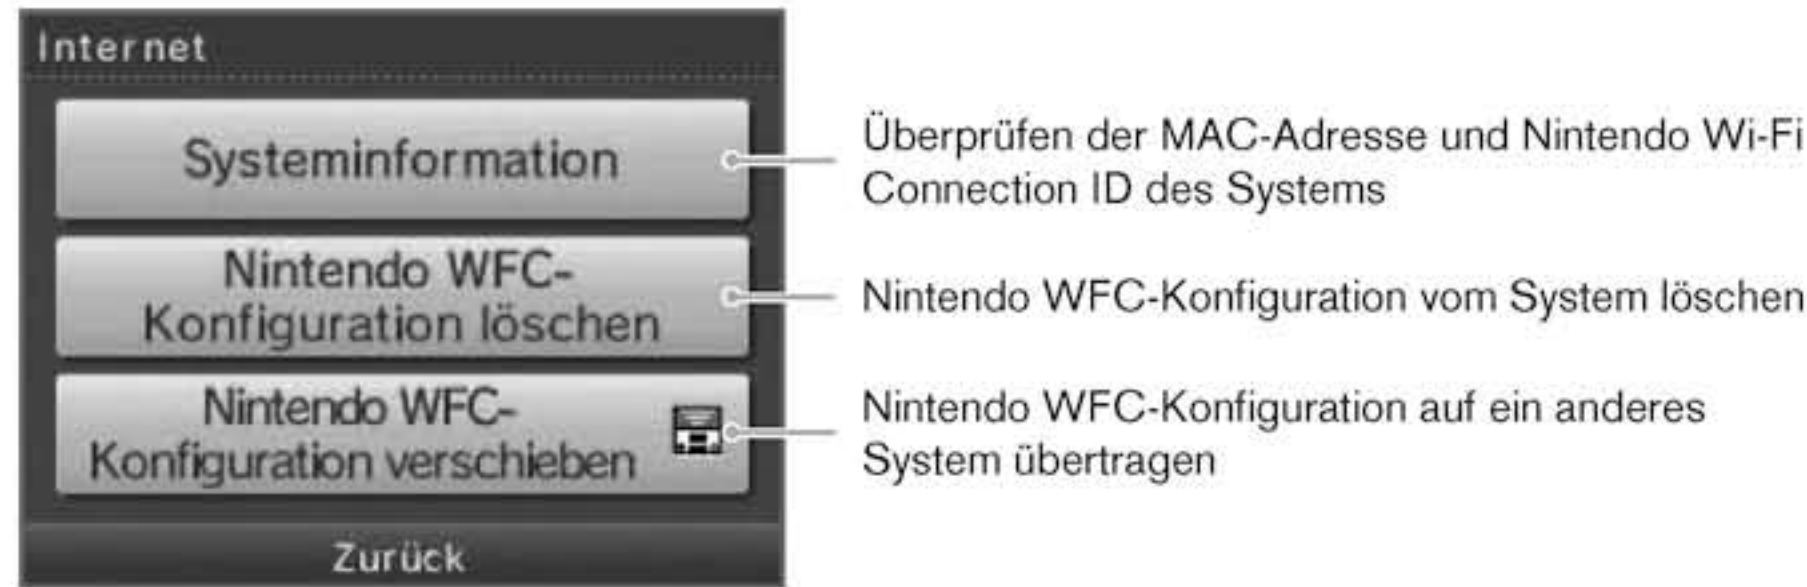 Internet
Systeminformation
Überprüfen der MAC-Adresse und Nintendo Wi-Fi
Connection ID des Systems
Nintendo WFC-
Konfiguration löschen
Nintendo WFC-Konfiguration vom System löschen
Nintendo WFC-
Konfiguration verschieben
Nintendo WFC-Konfiguration auf ein anderes
System übertragen
Zurück